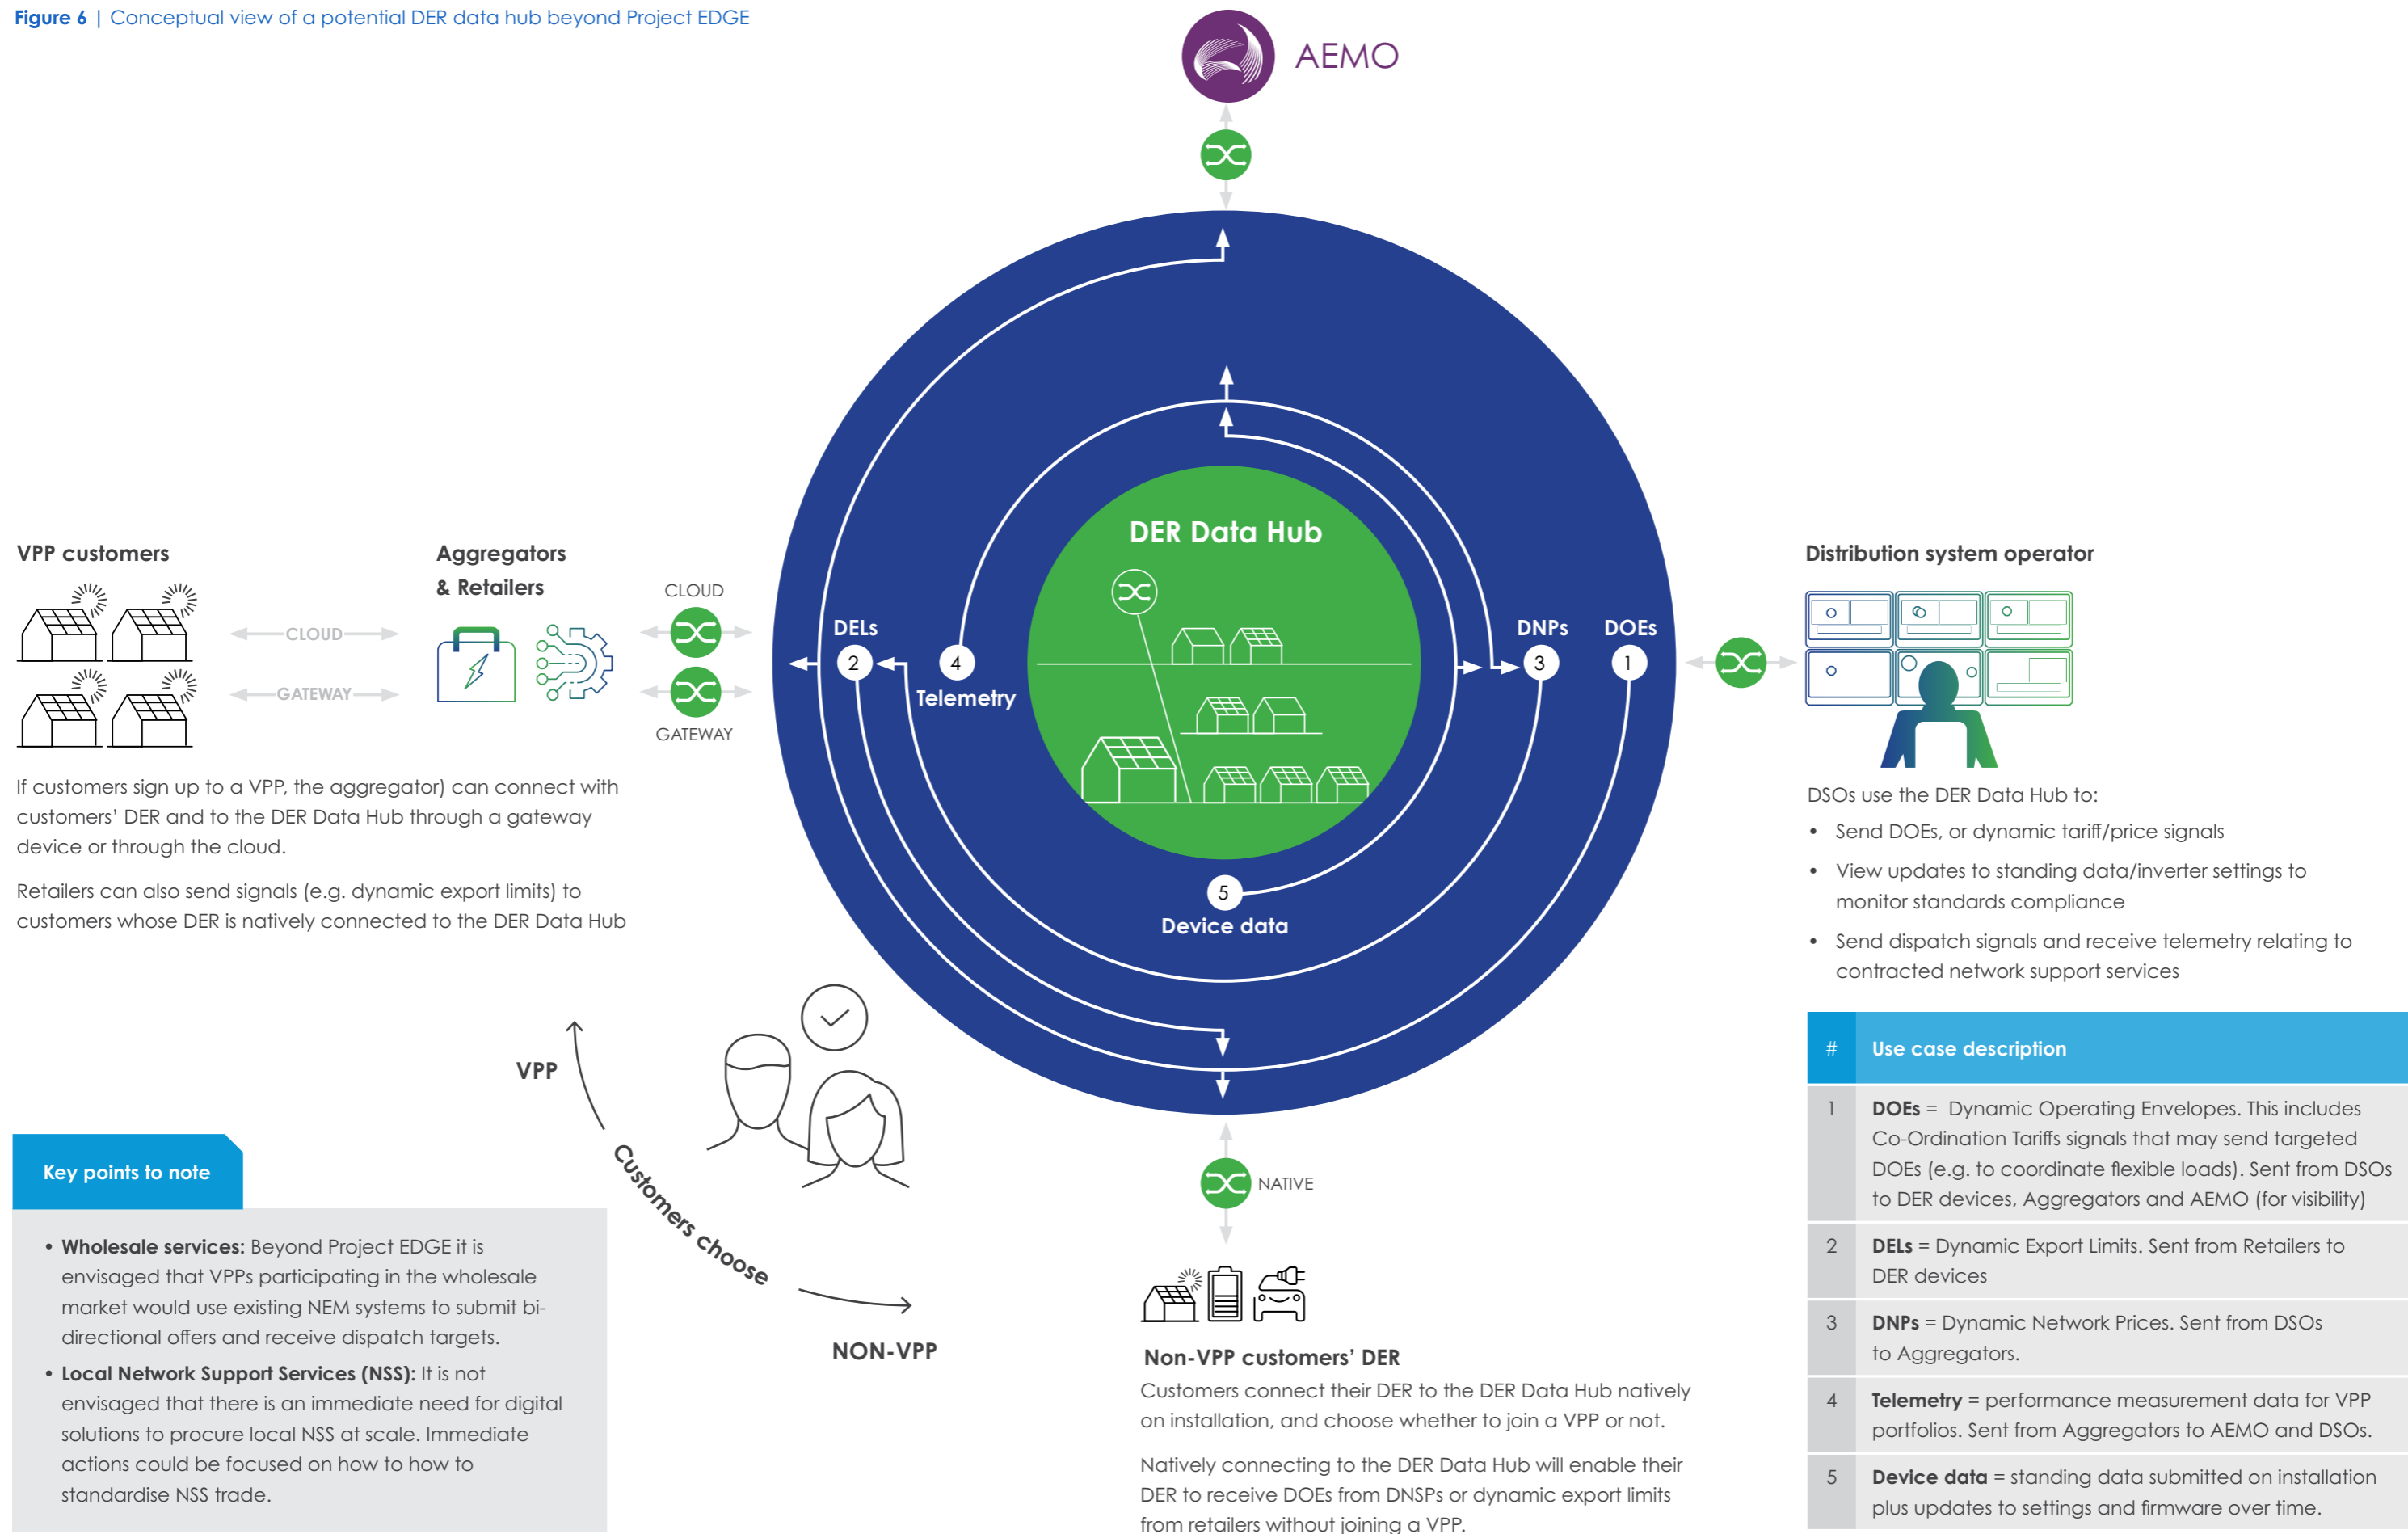 Figure 6 | Conceptual view of a potential DER data hub beyond Project EDGE
AEMO
VPP customers
CLOUD
GATEWAY
Aggregators
& Retailers
CLOUD
GATEWAY
If customers sign up to a VPP, the aggregator) can connect with
customers' DER and to the DER Data Hub through a gateway
device or through the cloud.
Retailers can also send signals (e.g. dynamic export limits) to
customers whose DER is natively connected to the DER Data Hub
DER Data Hub
DELs
2
4
Telemetry
DNPs
3
DOEs
1
5
Device data
Distribution system operator
DSOs use the DER Data Hub to:
• Send DOEs, or dynamic tariff/price signals
• View updates to standing data/inverter settings to
monitor standards compliance
• Send dispatch signals and receive telemetry relating to
contracted network support services
VPP
Customers choose
NON-VPP
Key points to note
• Wholesale services: Beyond Project EDGE it is
envisaged that VPPs participating in the wholesale
market would use existing NEM systems to submit bi-
directional offers and receive dispatch targets.
• Local Network Support Services (NSS): It is not
envisaged that there is an immediate need for digital
solutions to procure local NSS at scale. Immediate
actions could be focused on how to how to
standardise NSS trade.
NATIVE
Non-VPP customers' DER
Customers connect their DER to the DER Data Hub natively
on installation, and choose whether to join a VPP or not.
Natively connecting to the DER Data Hub will enable their
DER to receive DOEs from DNSPs or dynamic export limits
from retailers without joining a VPP.
# Use case description
1 DOEs = Dynamic Operating Envelopes. This includes
Co-Ordination Tariffs signals that may send targeted
DOEs (e.g. to coordinate flexible loads). Sent from DSOs
to DER devices, Aggregators and AEMO (for visibility)
2 DELs = Dynamic Export Limits. Sent from Retailers to
DER devices
3 DNPs = Dynamic Network Prices. Sent from DSOs
to Aggregators.
4 Telemetry = performance measurement data for VPP
portfolios. Sent from Aggregators to AEMO and DSOs.
5 Device data = standing data submitted on installation
plus updates to settings and firmware over time.